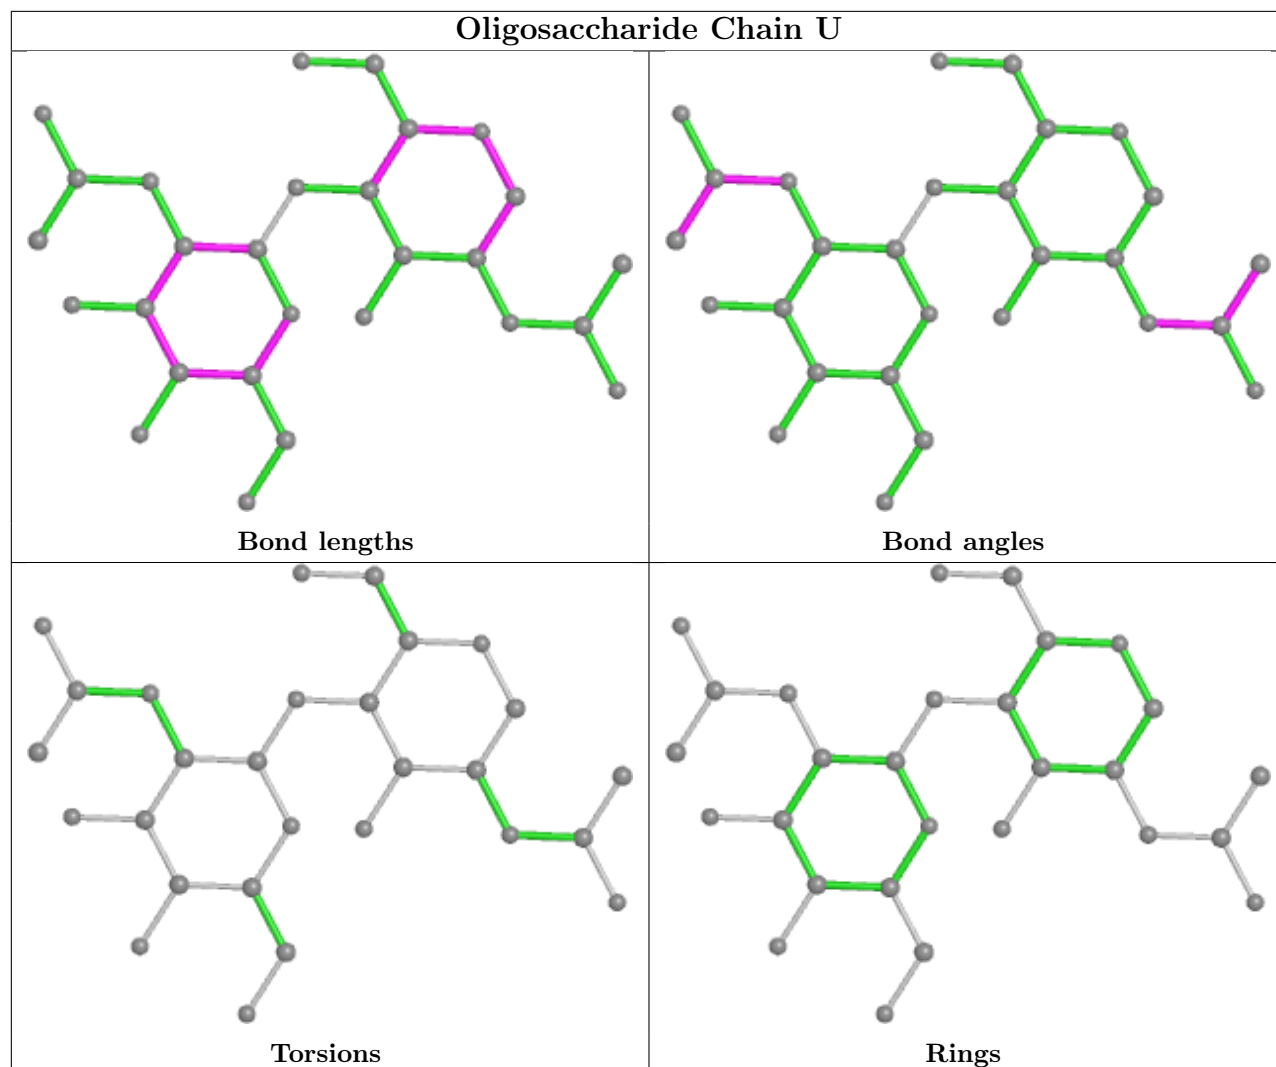 Oligosaccharide Chain U
Bond lengths
Bond angles
Torsions
Rings